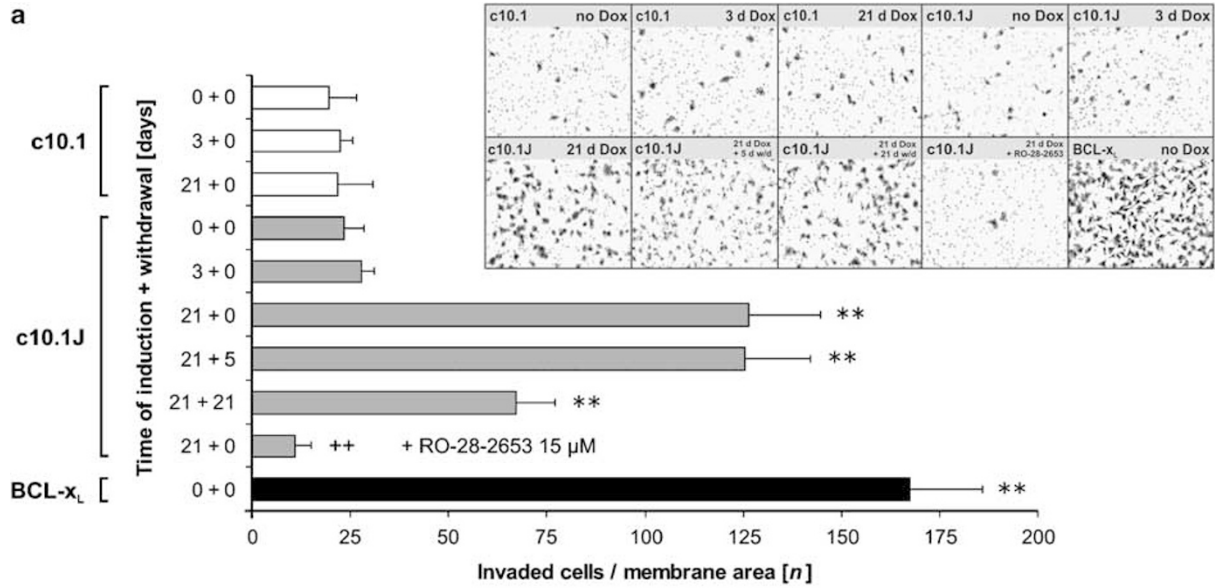 a
c10.1 no Dox
c10.1 3 d Dox
c10.1 21 d Dox
c10.1J no Dox
c10.1J 3 d Dox
c10.1J 21 d Dox
c10.1J 21 d Dox
+ 5 d w/d
c10.1J 21 d Dox
+ 21 d w/d
c10.1J 21 d Dox
+ RO-28-2653
BCL-xL no Dox
Time of induction + withdrawal [days]
c10.1
0 + 0
3 + 0
21 + 0
c10.1J
0 + 0
3 + 0
21 + 0 **
21 + 5 **
21 + 21 **
21 + 0 ++ + RO-28-2653 15 µM
BCL-xL
0 + 0 **
0 25 50 75 100 125 150 175 200
Invaded cells / membrane area [n]